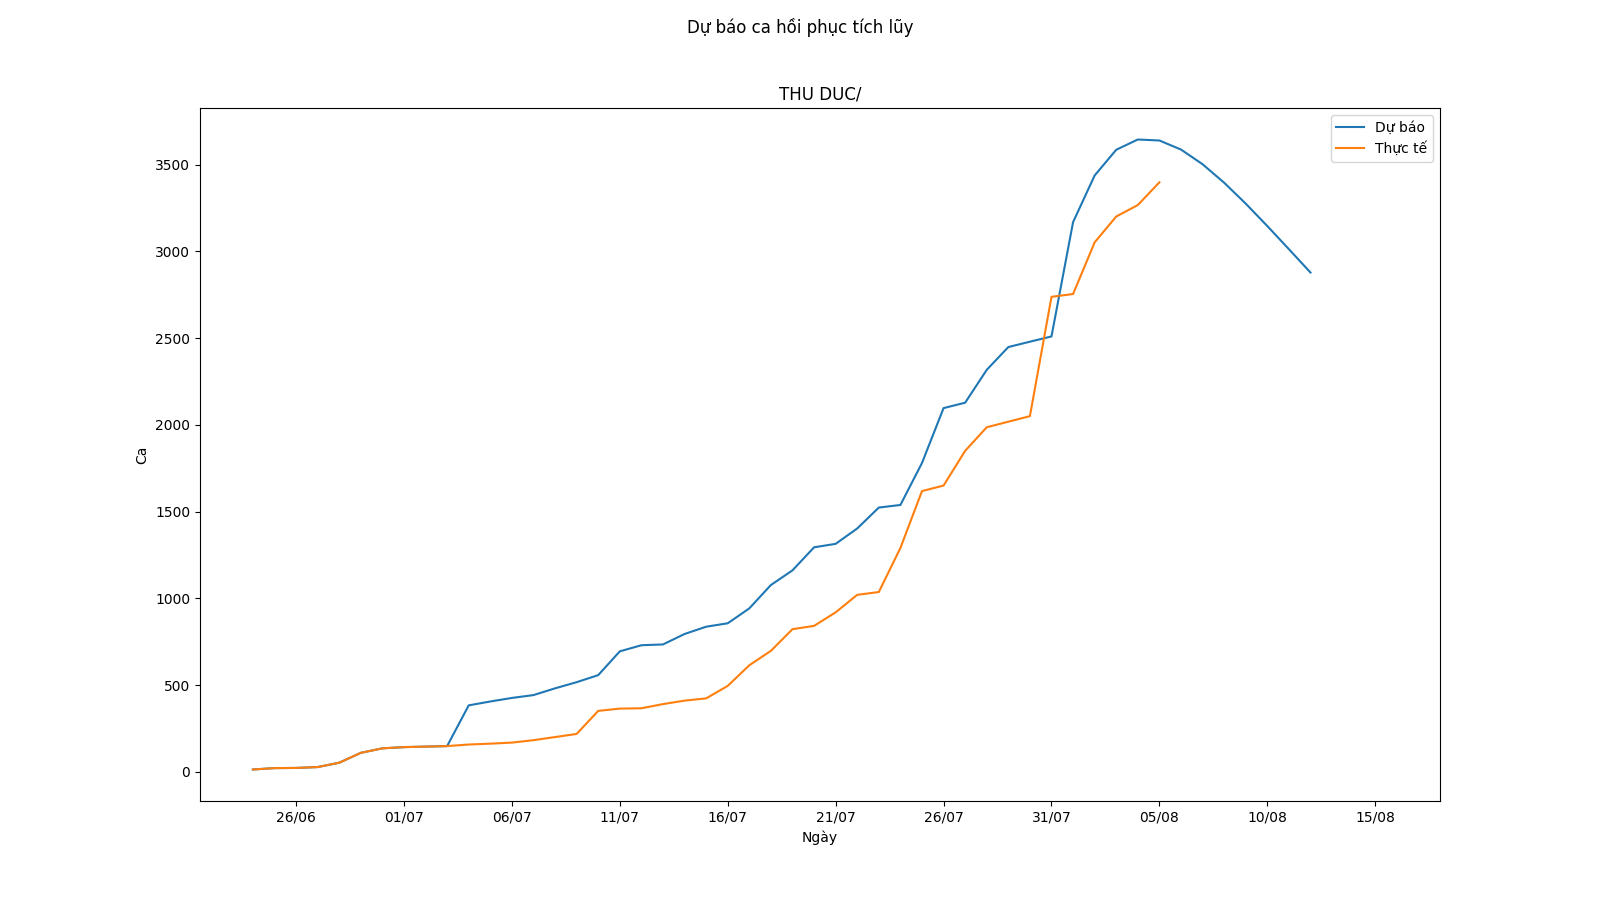 Dự báo ca hồi phục tích lũy
THU DUC/
Dự báo
Thực tế
3500
3000
2500
2000
1500
1000
500
0
Ca
26/06 01/07 06/07 11/07 16/07 21/07 26/07 31/07 05/08 10/08 15/08
Ngày